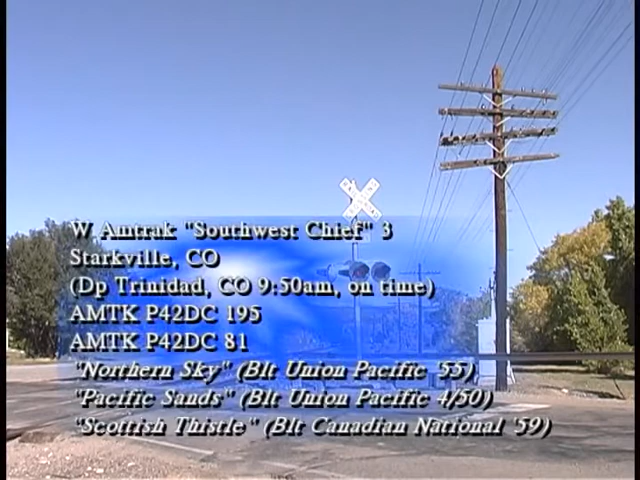 RAILROAD CROSSING
W Amtrak "Southwest Chief" 3
Starkville, CO
(Dp Trinidad, CO 9:50am, on time)
AMTK P42DC 195
AMTK P42DC 81
"Northern Sky" (Blt Union Pacific '55)
"Pacific Sands" (Blt Union Pacific 4/50)
"Scottish Thistle" (Blt Canadian National '59)